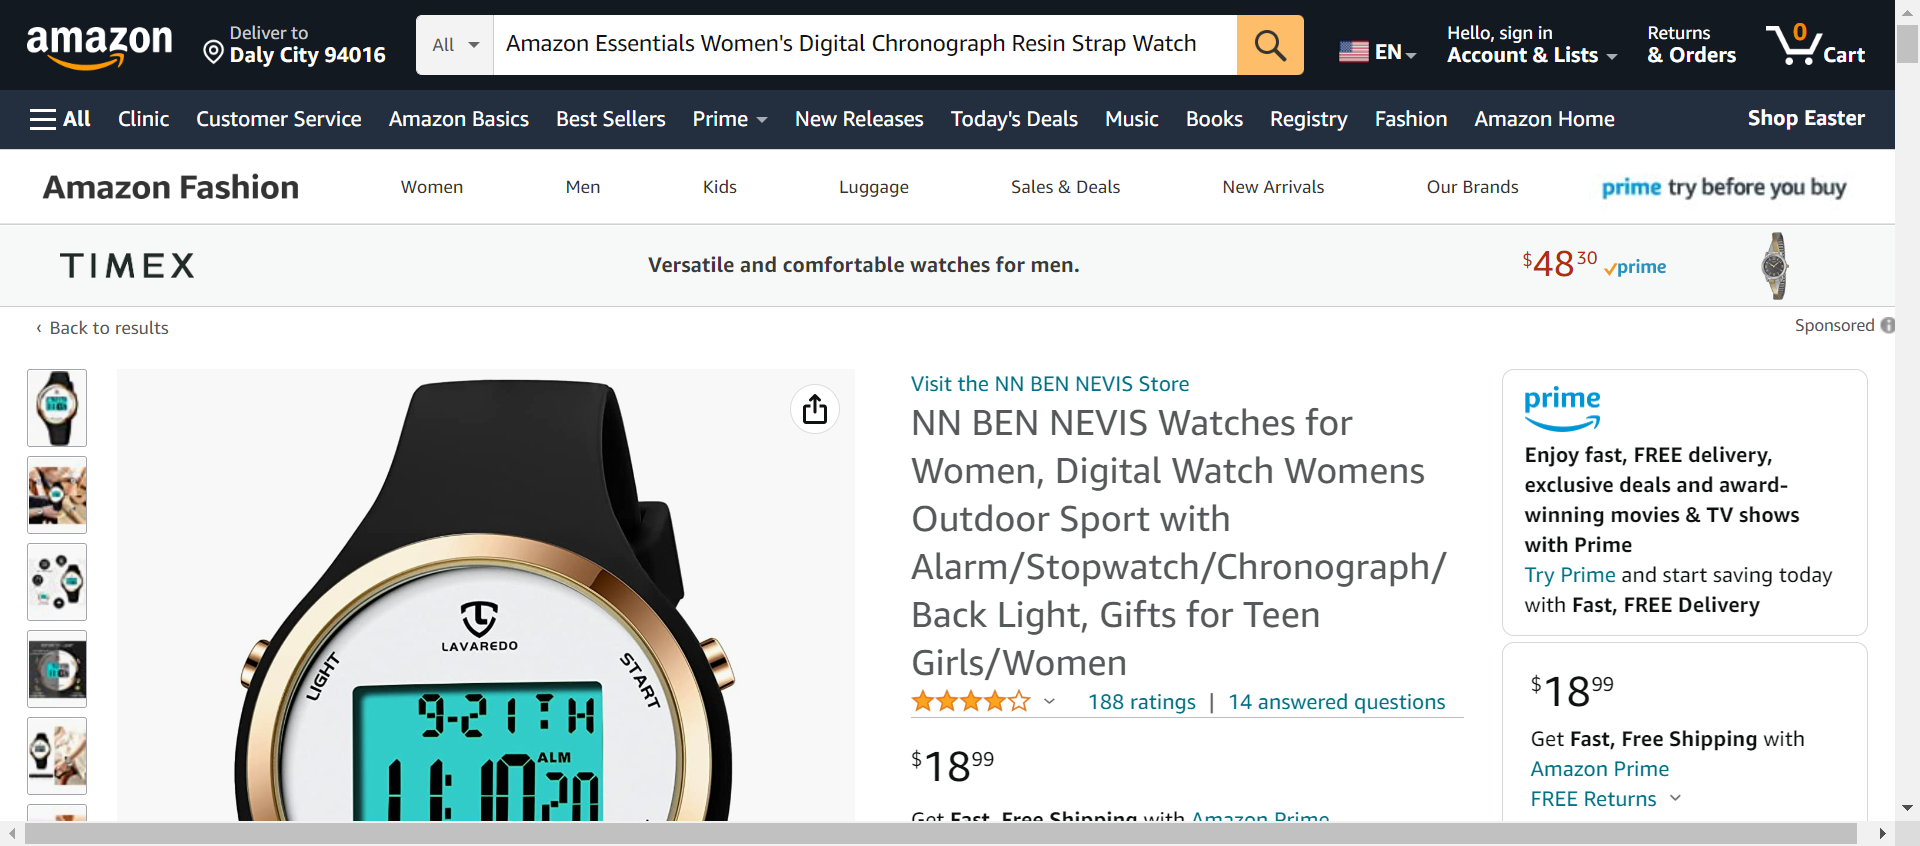 amazon
Deliver to
Daly City 94016
All
Amazon Essentials Women's Digital Chronograph Resin Strap Watch
EN
Hello, sign in
Account & Lists
Returns
& Orders
0
Cart
All
Clinic
Customer Service
Amazon Basics
Best Sellers
Prime
New Releases
Today's Deals
Music
Books
Registry
Fashion
Amazon Home
Shop Easter
Amazon Fashion
Women
Men
Kids
Luggage
Sales & Deals
New Arrivals
Our Brands
prime try before you buy
TIMEX
Versatile and comfortable watches for men.
$48 30
prime
‹ Back to results
Sponsored
LAVAREDO
LIGHT
START
9-21 TH
ALM
11:10 20
Visit the NN BEN NEVIS Store
NN BEN NEVIS Watches for
Women, Digital Watch Womens
Outdoor Sport with
Alarm/Stopwatch/Chronograph/
Back Light, Gifts for Teen
Girls/Women
188 ratings | 14 answered questions
$18 99
Get Fast, Free Shipping with Amazon Prime
prime
Enjoy fast, FREE delivery,
exclusive deals and award-
winning movies & TV shows
with Prime
Try Prime and start saving today
with Fast, FREE Delivery
$18 99
Get Fast, Free Shipping with
Amazon Prime
FREE Returns